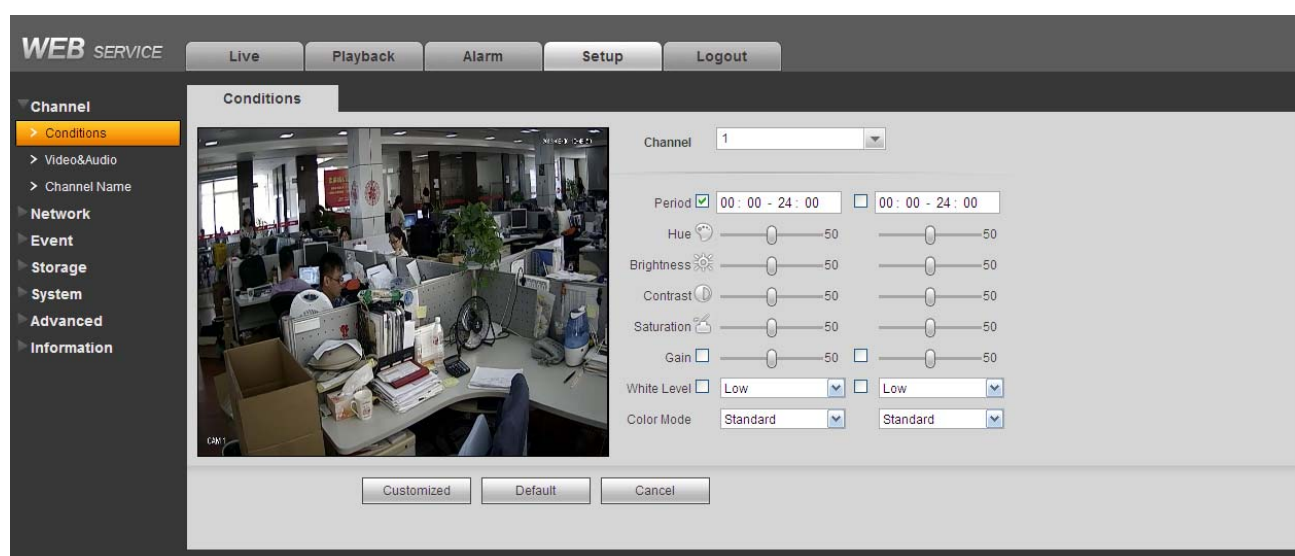 WEB SERVICE
Live Playback Alarm Setup Logout
Channel
> Conditions
> Video&Audio
> Channel Name
Network
Event
Storage
System
Advanced
Information
Conditions
CAM 1
Channel 1
Period 00 : 00 - 24 : 00 00 : 00 - 24 : 00
Hue 50 50
Brightness 50 50
Contrast 50 50
Saturation 50 50
Gain 50 50
White Level Low Low
Color Mode Standard Standard
Customized Default Cancel